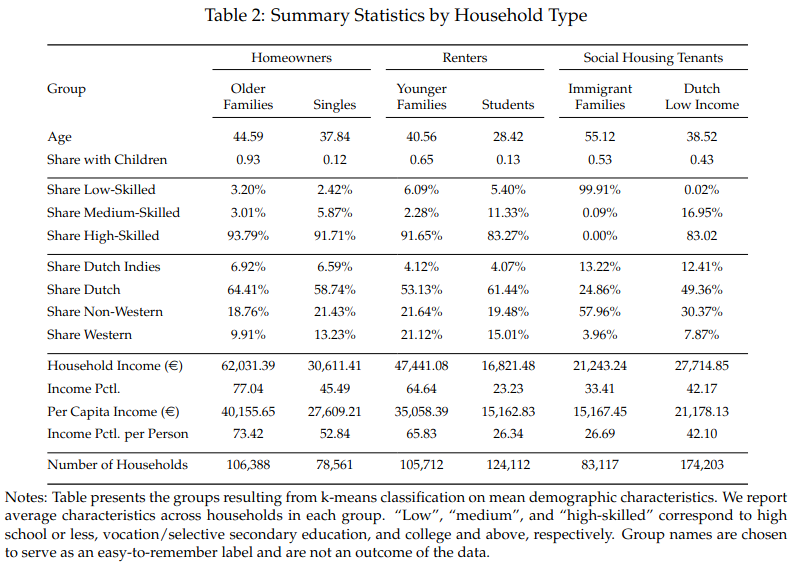 Table 2: Summary Statistics by Household Type
Homeowners Renters Social Housing Tenants
Group Older Families Singles Younger Families Students Immigrant Families Dutch Low Income
Age 44.59 37.84 40.56 28.42 55.12 38.52
Share with Children 0.93 0.12 0.65 0.13 0.53 0.43
Share Low-Skilled 3.20% 2.42% 6.09% 5.40% 99.91% 0.02%
Share Medium-Skilled 3.01% 5.87% 2.28% 11.33% 0.09% 16.95%
Share High-Skilled 93.79% 91.71% 91.65% 83.27% 0.00% 83.02
Share Dutch Indies 6.92% 6.59% 4.12% 4.07% 13.22% 12.41%
Share Dutch 64.41% 58.74% 53.13% 61.44% 24.86% 49.36%
Share Non-Western 18.76% 21.43% 21.64% 19.48% 57.96% 30.37%
Share Western 9.91% 13.23% 21.12% 15.01% 3.96% 7.87%
Household Income (€) 62,031.39 30,611.41 47,441.08 16,821.48 21,243.24 27,714.85
Income Pctl. 77.04 45.49 64.64 23.23 33.41 42.17
Per Capita Income (€) 40,155.65 27,609.21 35,058.39 15,162.83 15,167.45 21,178.13
Income Pctl. per Person 73.42 52.84 65.83 26.34 26.69 42.10
Number of Households 106,388 78,561 105,712 124,112 83,117 174,203
Notes: Table presents the groups resulting from k-means classification on mean demographic characteristics. We report
average characteristics across households in each group. “Low”, “medium”, and “high-skilled” correspond to high
school or less, vocation/selective secondary education, and college and above, respectively. Group names are chosen
to serve as an easy-to-remember label and are not an outcome of the data.